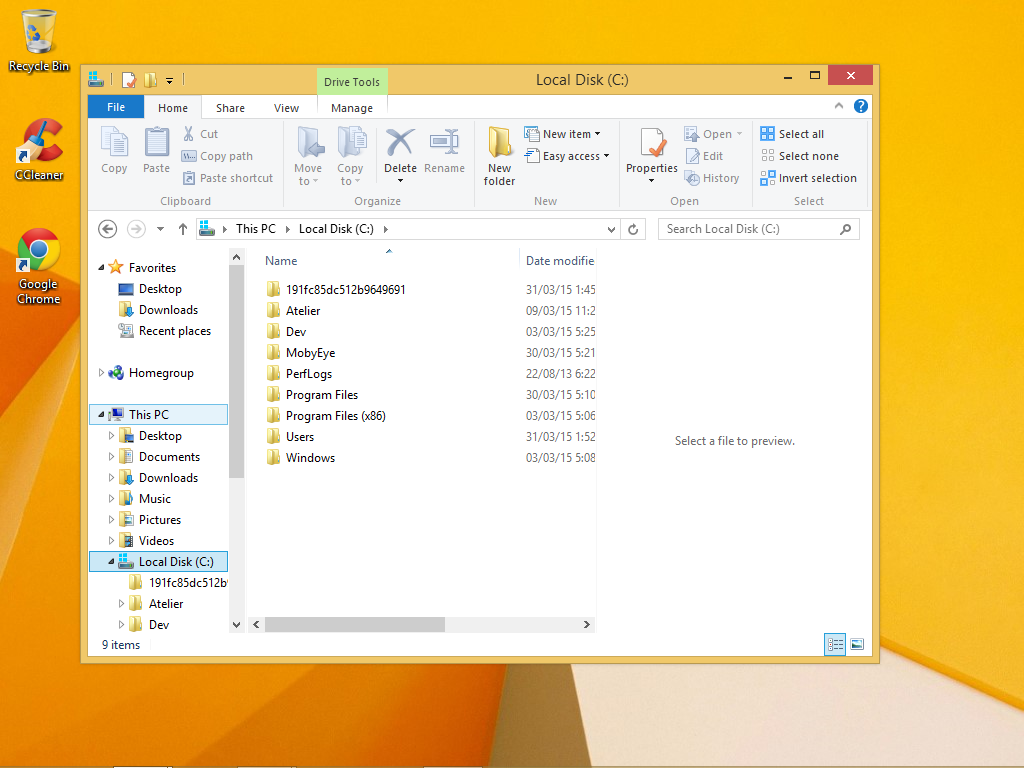 Recycle Bin
CCleaner
Google
Chrome
Drive Tools
Local Disk (C:)
File
Home
Share
View
Manage
Copy
Paste
Cut
Copy path
Paste shortcut
Clipboard
Move
to
Copy
to
Delete
Rename
Organize
New
folder
New item
Easy access
New
Properties
Open
Edit
History
Open
Select all
Select none
Invert selection
Select
This PC
Local Disk (C:)
Search Local Disk (C:)
Favorites
Desktop
Downloads
Recent places
Homegroup
This PC
Desktop
Documents
Downloads
Music
Pictures
Videos
Local Disk (C:)
191fc85dc512b
Atelier
Dev
Name Date modifie
191fc85dc512b9649691 31/03/15 1:45
Atelier 09/03/15 11:2
Dev 03/03/15 5:25
MobyEye 30/03/15 5:21
PerfLogs 22/08/13 6:22
Program Files 30/03/15 5:10
Program Files (x86) 03/03/15 5:06
Users 31/03/15 1:52
Windows 03/03/15 5:08
Select a file to preview.
9 items